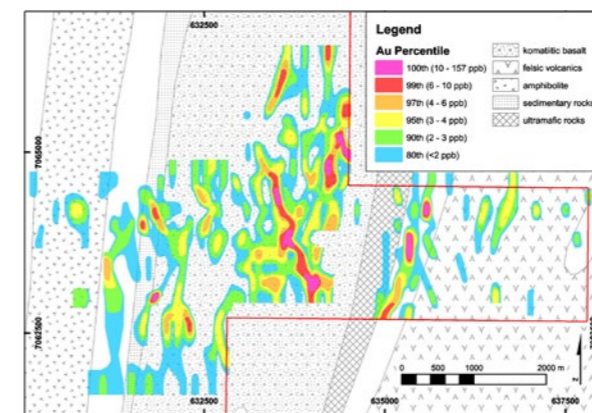 632500
Legend
Au Percentile
100th (10 - 157 ppb)
99th (6 - 10 ppb)
97th (4 - 6 ppb)
95th (3 - 4 ppb)
90th (2 - 3 ppb)
80th (<2 ppb)
komatiitic basalt
felsic volcanics
amphibolite
sedimentary rocks
ultramafic rocks
7065000
7062500
0 500 1000 2000 m
632500
635000
637500